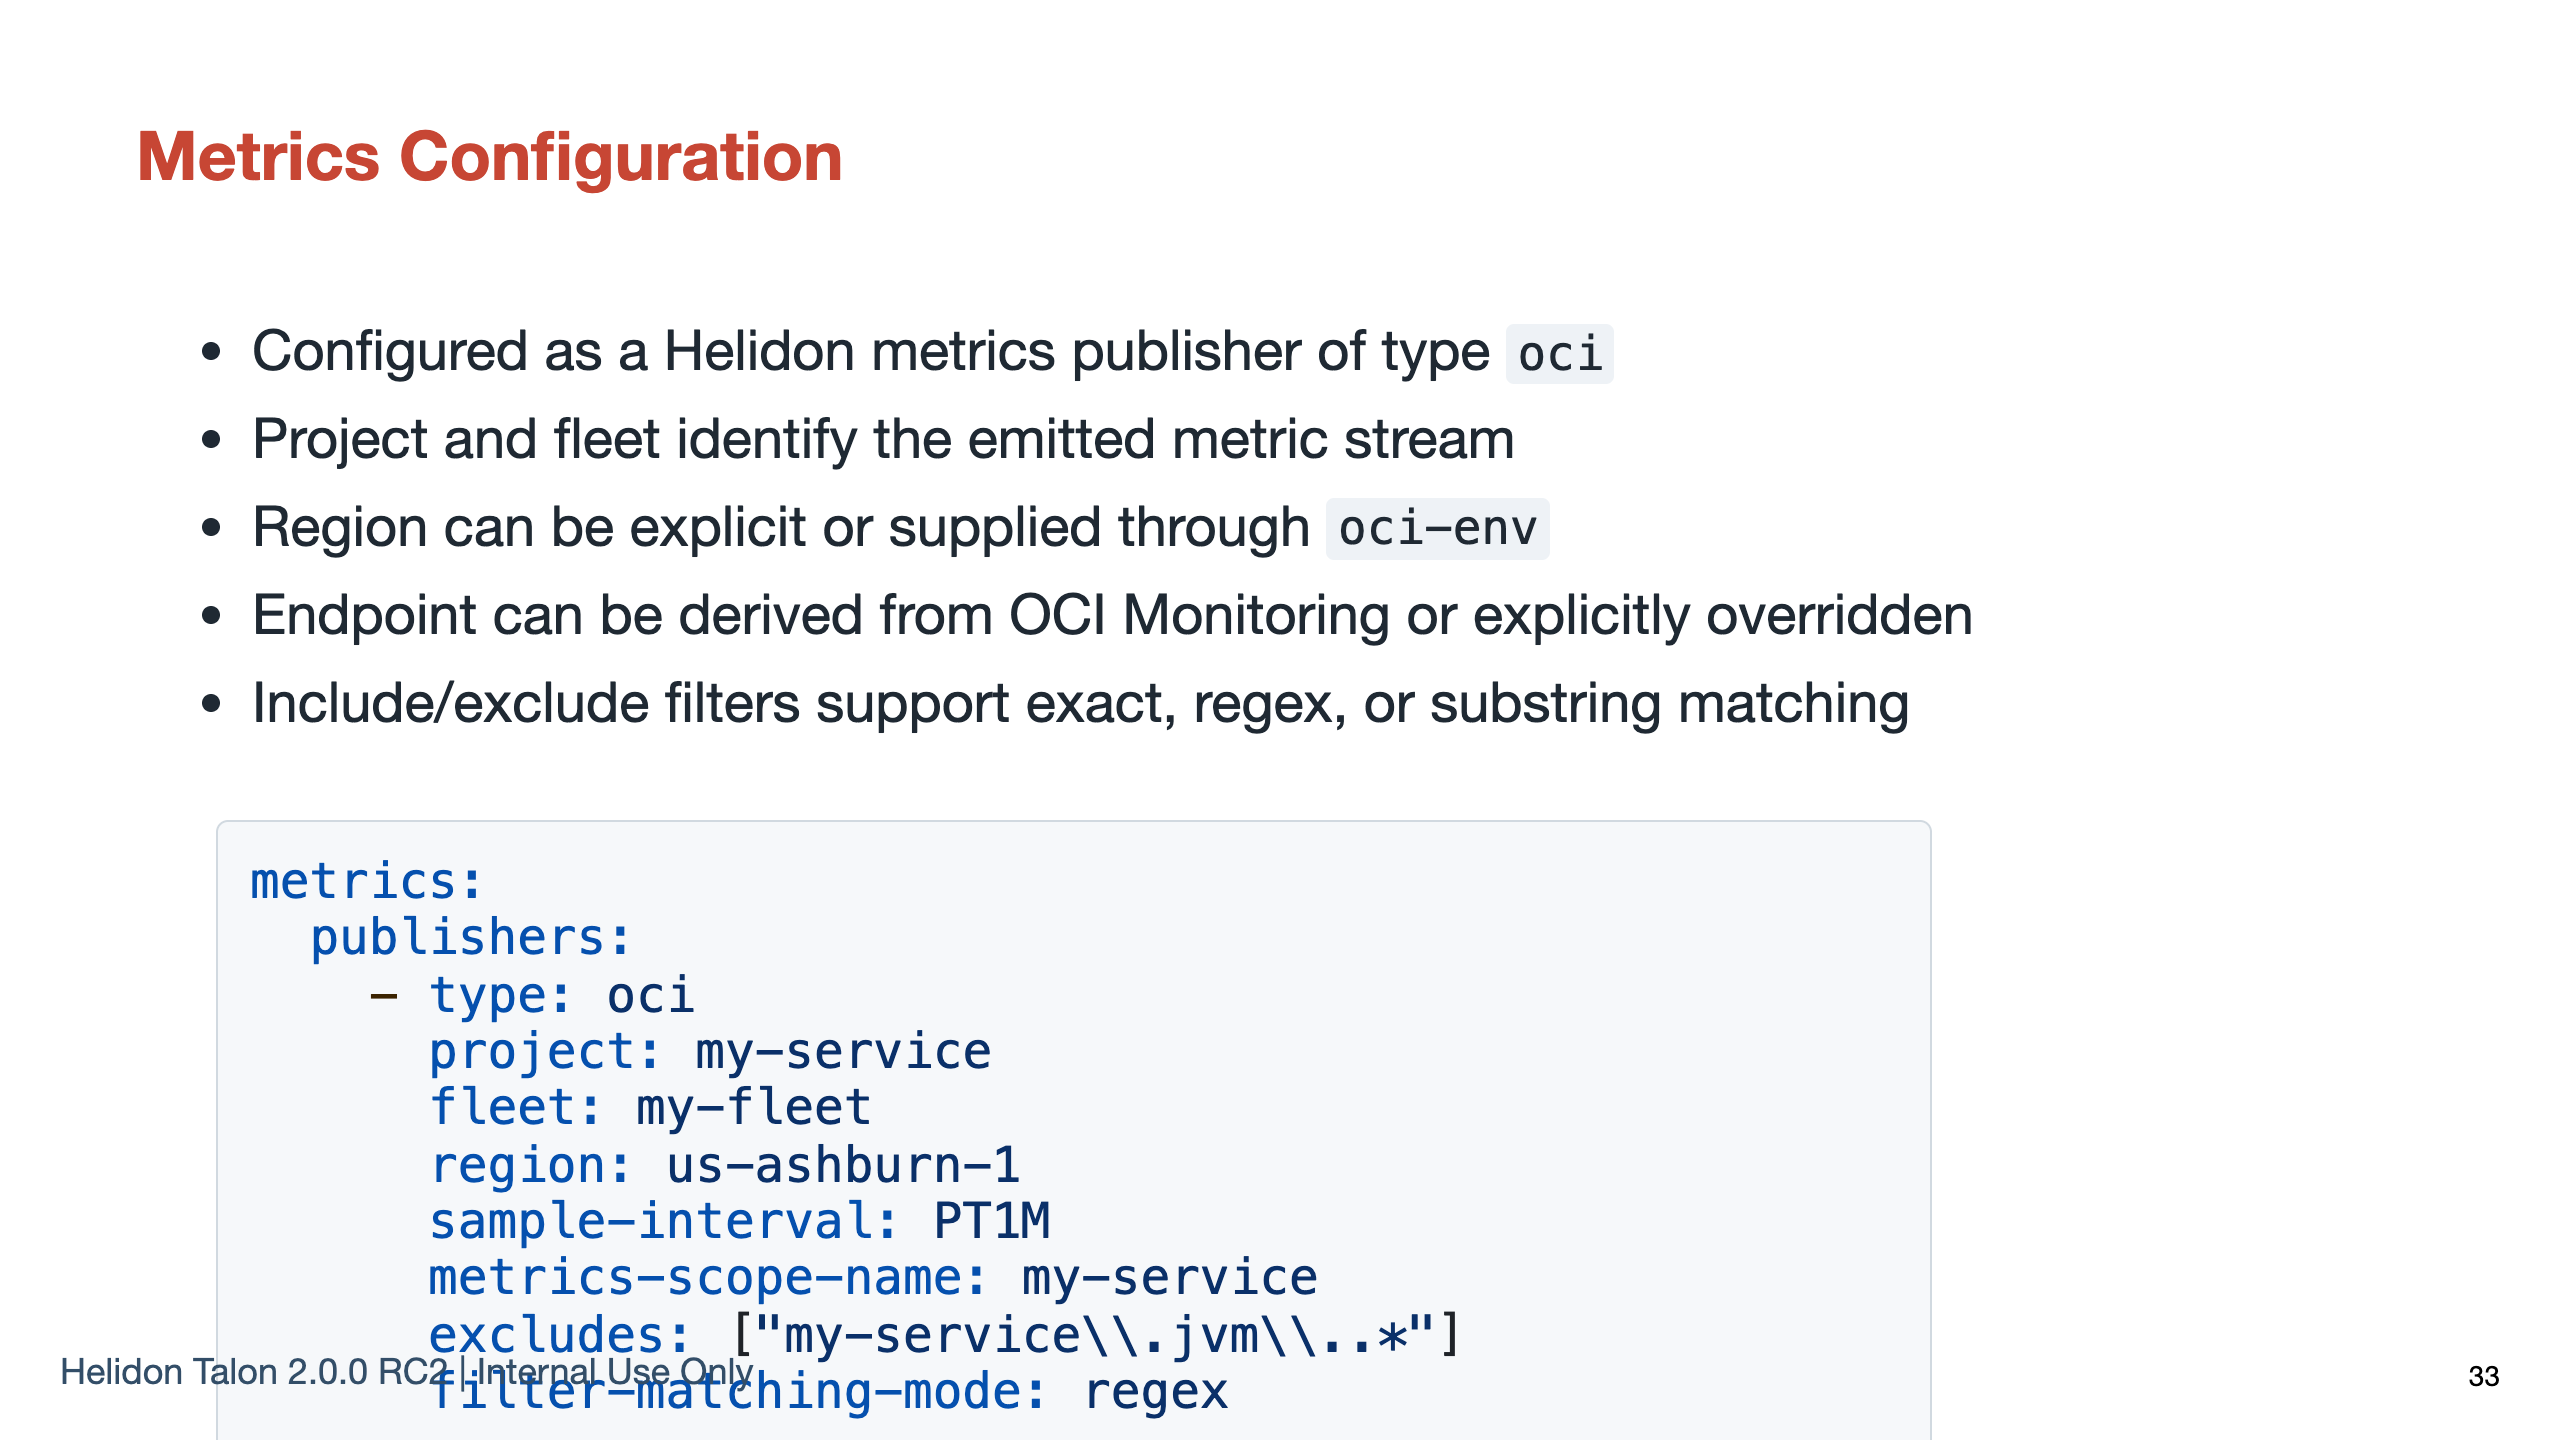 Metrics Configuration
• Configured as a Helidon metrics publisher of type oci
• Project and fleet identify the emitted metric stream
• Region can be explicit or supplied through oci-env
• Endpoint can be derived from OCI Monitoring or explicitly overridden
• Include/exclude filters support exact, regex, or substring matching
metrics:
  publishers:
    - type: oci
      project: my-service
      fleet: my-fleet
      region: us-ashburn-1
      sample-interval: PT1M
      metrics-scope-name: my-service
      excludes: ["my-service\\.jvm\\..*"]
      filter-matching-mode: regex
Helidon Talon 2.0.0 RC2 | Internal Use Only
33